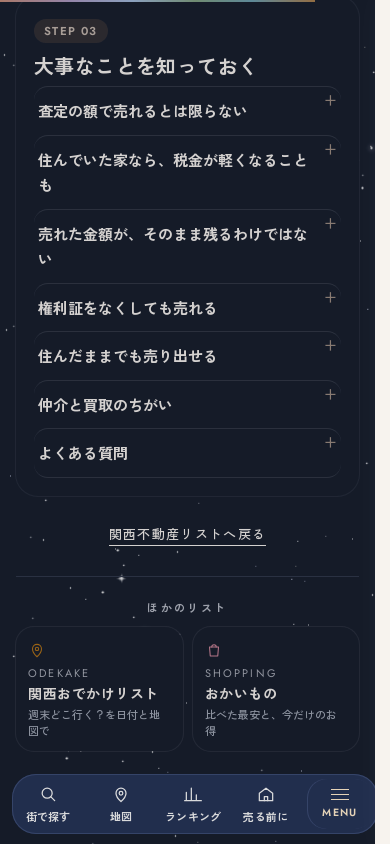 STEP 03
大事なことを知っておく
査定の額で売れるとは限らない
住んでいた家なら、税金が軽くなること
も
売れた金額が、そのまま残るわけではな
い
権利証をなくしても売れる
住んだままでも売り出せる
仲介と買取のちがい
よくある質問
関西不動産リストへ戻る
ほかのリスト
ODEKAKE
関西おでかけリスト
週末どこ行く？を日付と地
図で
SHOPPING
おかいもの
比べた最安と、今だけのお
得
街で探す
地図
ランキング
売る前に
MENU